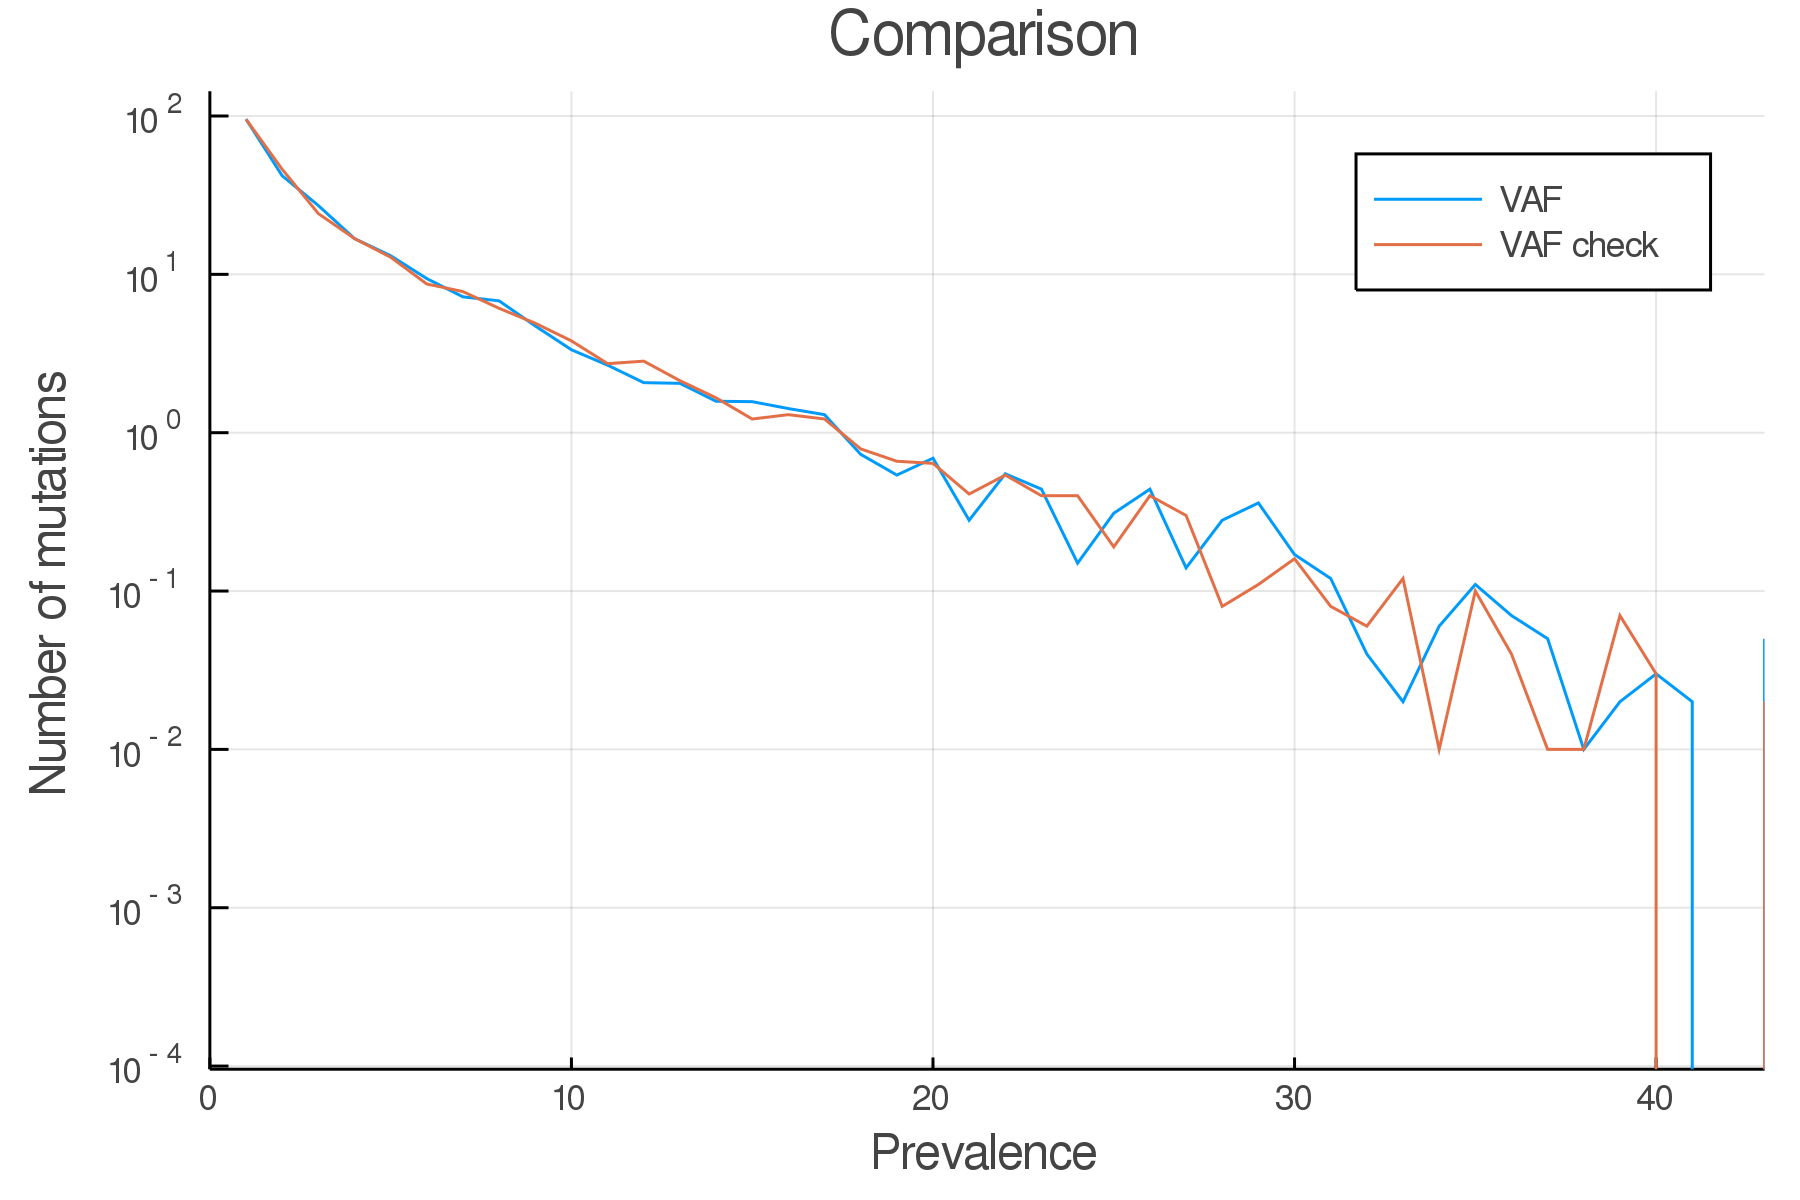 Comparison
10 2
10 1
10 0
10 - 1
10 - 2
10 - 3
10 - 4
Number of mutations
VAF
VAF check
0 10 20 30 40
Prevalence